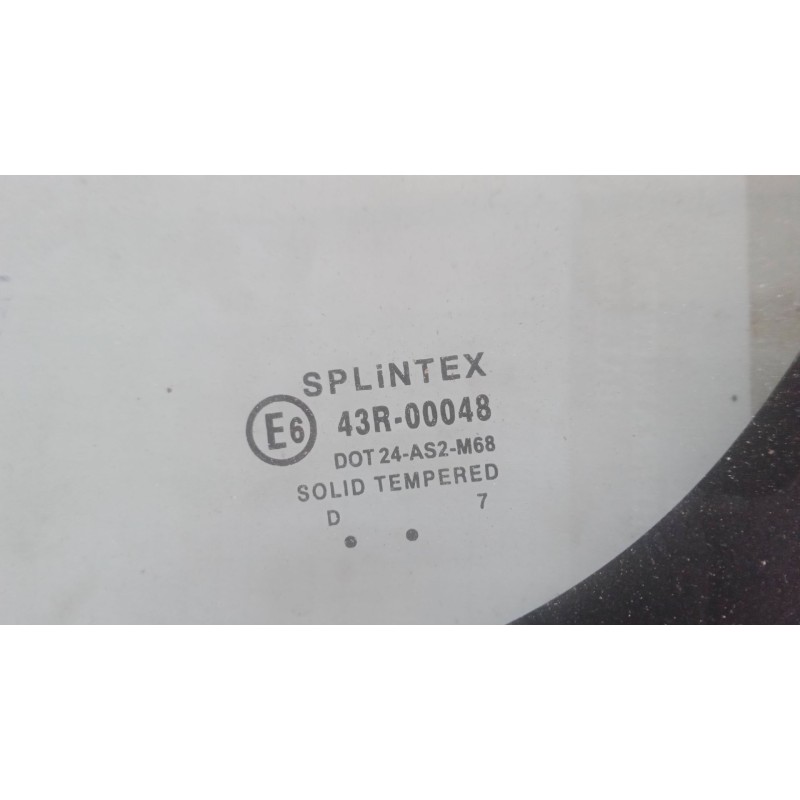 SPLiNTEX
E6 43R-00048
DOT 24-AS2-M68
SOLID TEMPERED
D 7